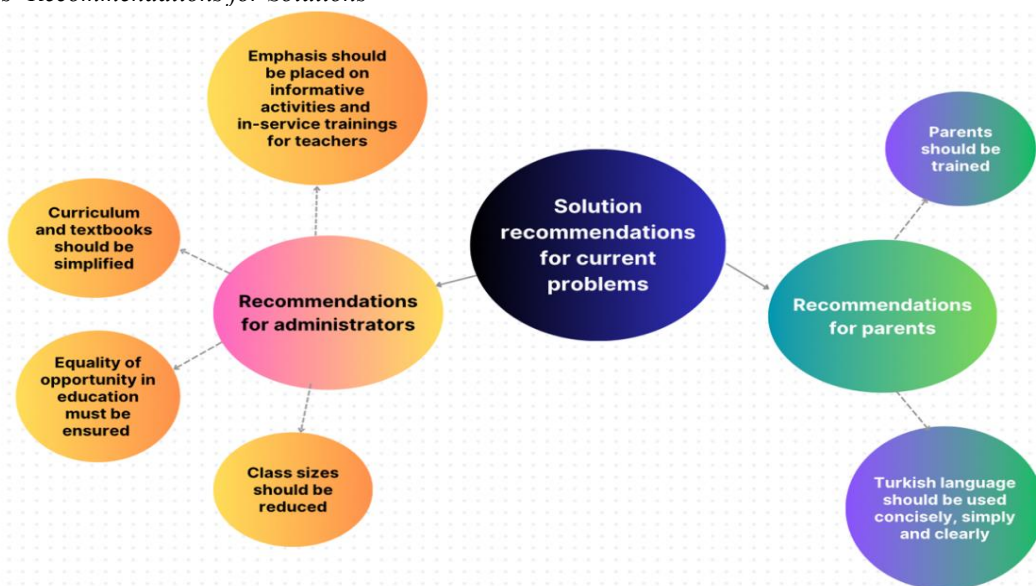 Recommendations for Solutions
Emphasis should
be placed on
informative
activities and
in-service trainings
for teachers
Parents
should be
trained
Curriculum
and textbooks
should be
simplified
Solution
recommendations
for current
problems
Recommendations
for administrators
Recommendations
for parents
Equality of
opportunity in
education
must be
ensured
Class sizes
should be
reduced
Turkish language
should be used
concisely, simply
and clearly